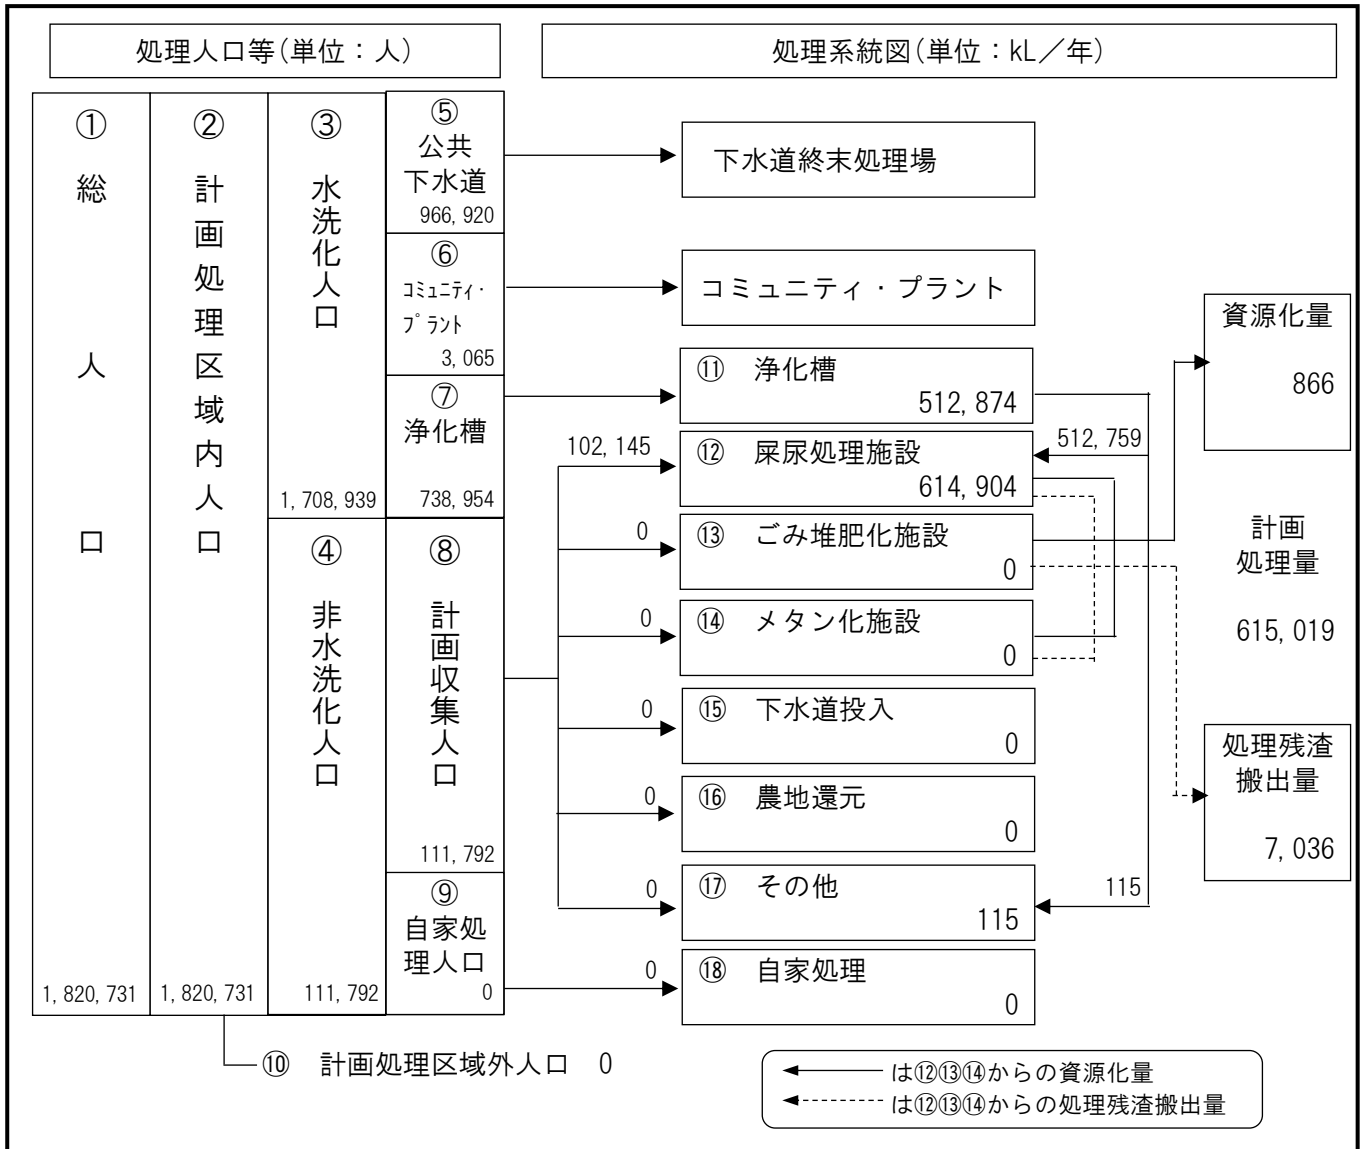 処理人口等(単位：人)
処理系統図(単位：kL／年)
①
総人口
1,820,731
②
計画処理区域内人口
1,820,731
③
水洗化人口
1,708,939
④
非水洗化人口
111,792
⑤
公共
下水道
966,920
⑥
ｺﾐｭﾆﾃｨ・
ﾌﾟﾗﾝﾄ
3,065
⑦
浄化槽
738,954
⑧
計画収集人口
111,792
⑨
自家処
理人口
0
⑩ 計画処理区域外人口 0
下水道終末処理場
コミュニティ・プラント
⑪ 浄化槽
512,874
102,145
⑫ 屎尿処理施設
614,904
512,759
0
⑬ ごみ堆肥化施設
0
0
⑭ メタン化施設
0
0
⑮ 下水道投入
0
0
⑯ 農地還元
0
0
⑰ その他
115
115
0
⑱ 自家処理
0
資源化量
866
計画
処理量
615,019
処理残渣
搬出量
7,036
は⑫⑬⑭からの資源化量
は⑫⑬⑭からの処理残渣搬出量